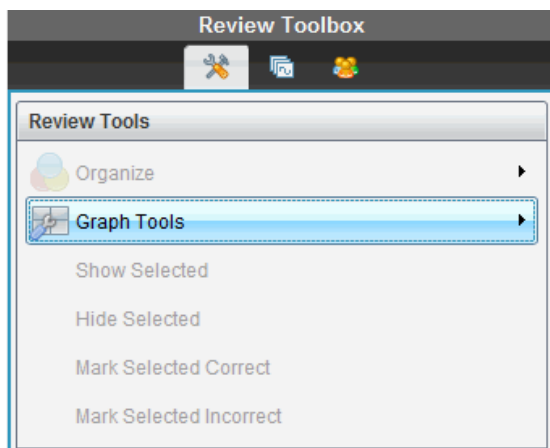 Review Toolbox
Review Tools
Organize
Graph Tools
Show Selected
Hide Selected
Mark Selected Correct
Mark Selected Incorrect